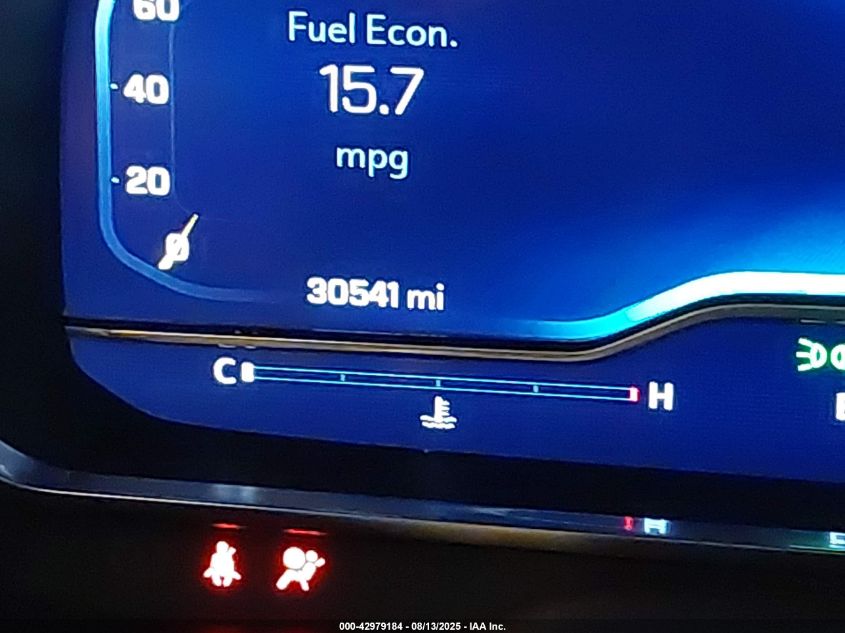 60
Fuel Econ.
40
15.7
mpg
20
0
30541 mi
C
H
000-42979184 - 08/13/2025 - IAA Inc.